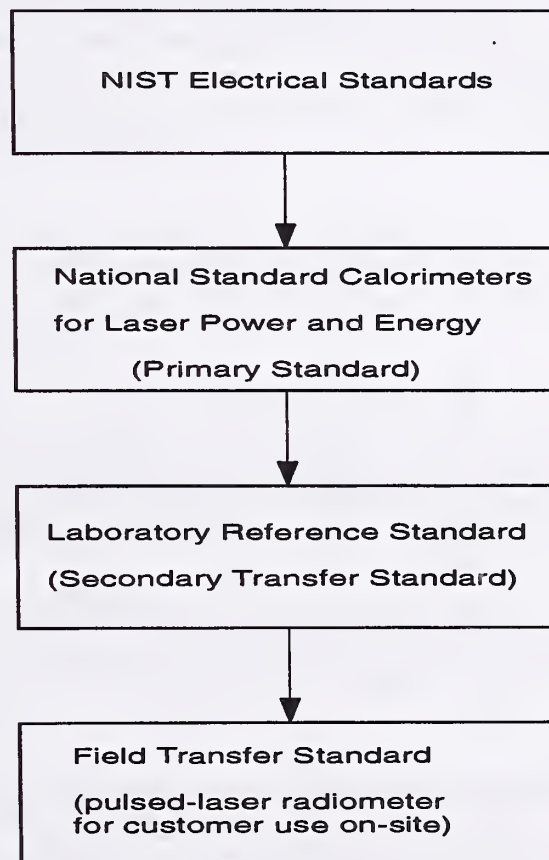 NIST Electrical Standards
National Standard Calorimeters
for Laser Power and Energy
(Primary Standard)
Laboratory Reference Standard
(Secondary Transfer Standard)
Field Transfer Standard
(pulsed-laser radiometer
for customer use on-site)